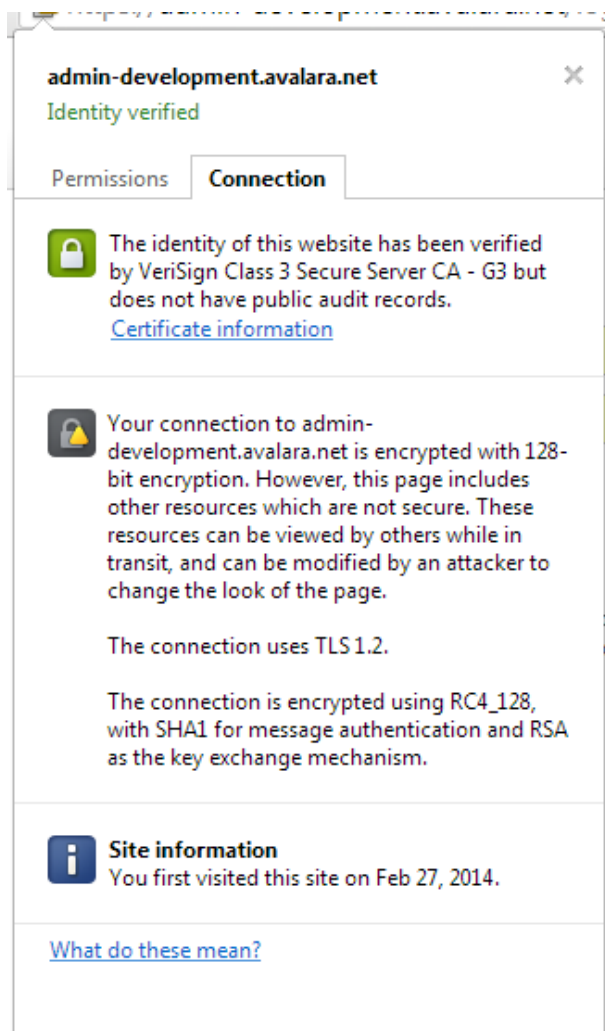 admin-development.avalara.net
Identity verified
Permissions Connection
The identity of this website has been verified
by VeriSign Class 3 Secure Server CA - G3 but
does not have public audit records.
Certificate information
Your connection to admin-
development.avalara.net is encrypted with 128-
bit encryption. However, this page includes
other resources which are not secure. These
resources can be viewed by others while in
transit, and can be modified by an attacker to
change the look of the page.
The connection uses TLS 1.2.
The connection is encrypted using RC4_128,
with SHA1 for message authentication and RSA
as the key exchange mechanism.
Site information
You first visited this site on Feb 27, 2014.
What do these mean?